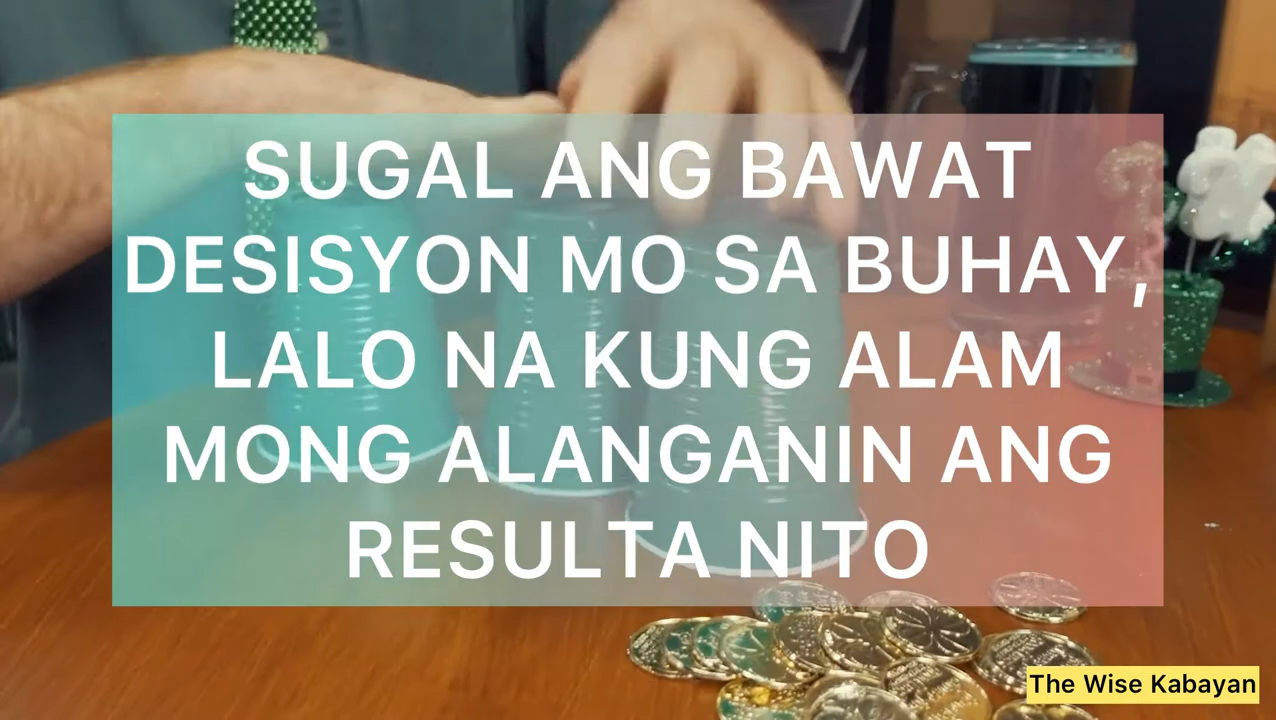 SUGAL ANG BAWAT
DESISYON MO SA BUHAY,
LALO NA KUNG ALAM
MONG ALANGANIN ANG
RESULTA NITO
The Wise Kabayan